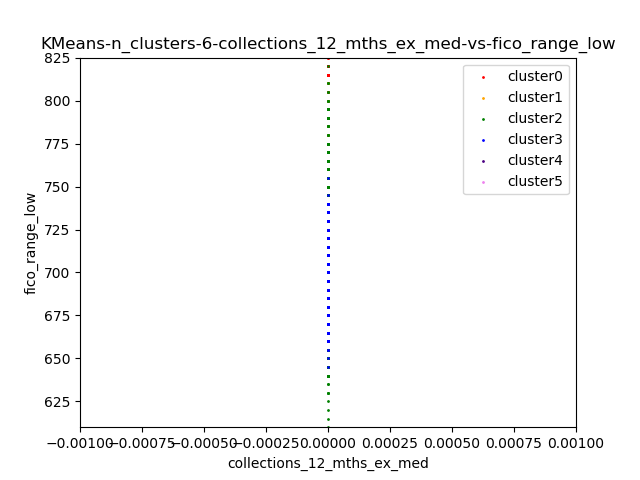 KMeans-n_clusters-6-collections_12_mths_ex_med-vs-fico_range_low
825
800
775
750
725
700
675
650
625
fico_range_low
cluster0
cluster1
cluster2
cluster3
cluster4
cluster5
−0.00100 −0.00075 −0.00050 −0.00025 0.00000 0.00025 0.00050 0.00075 0.00100
collections_12_mths_ex_med